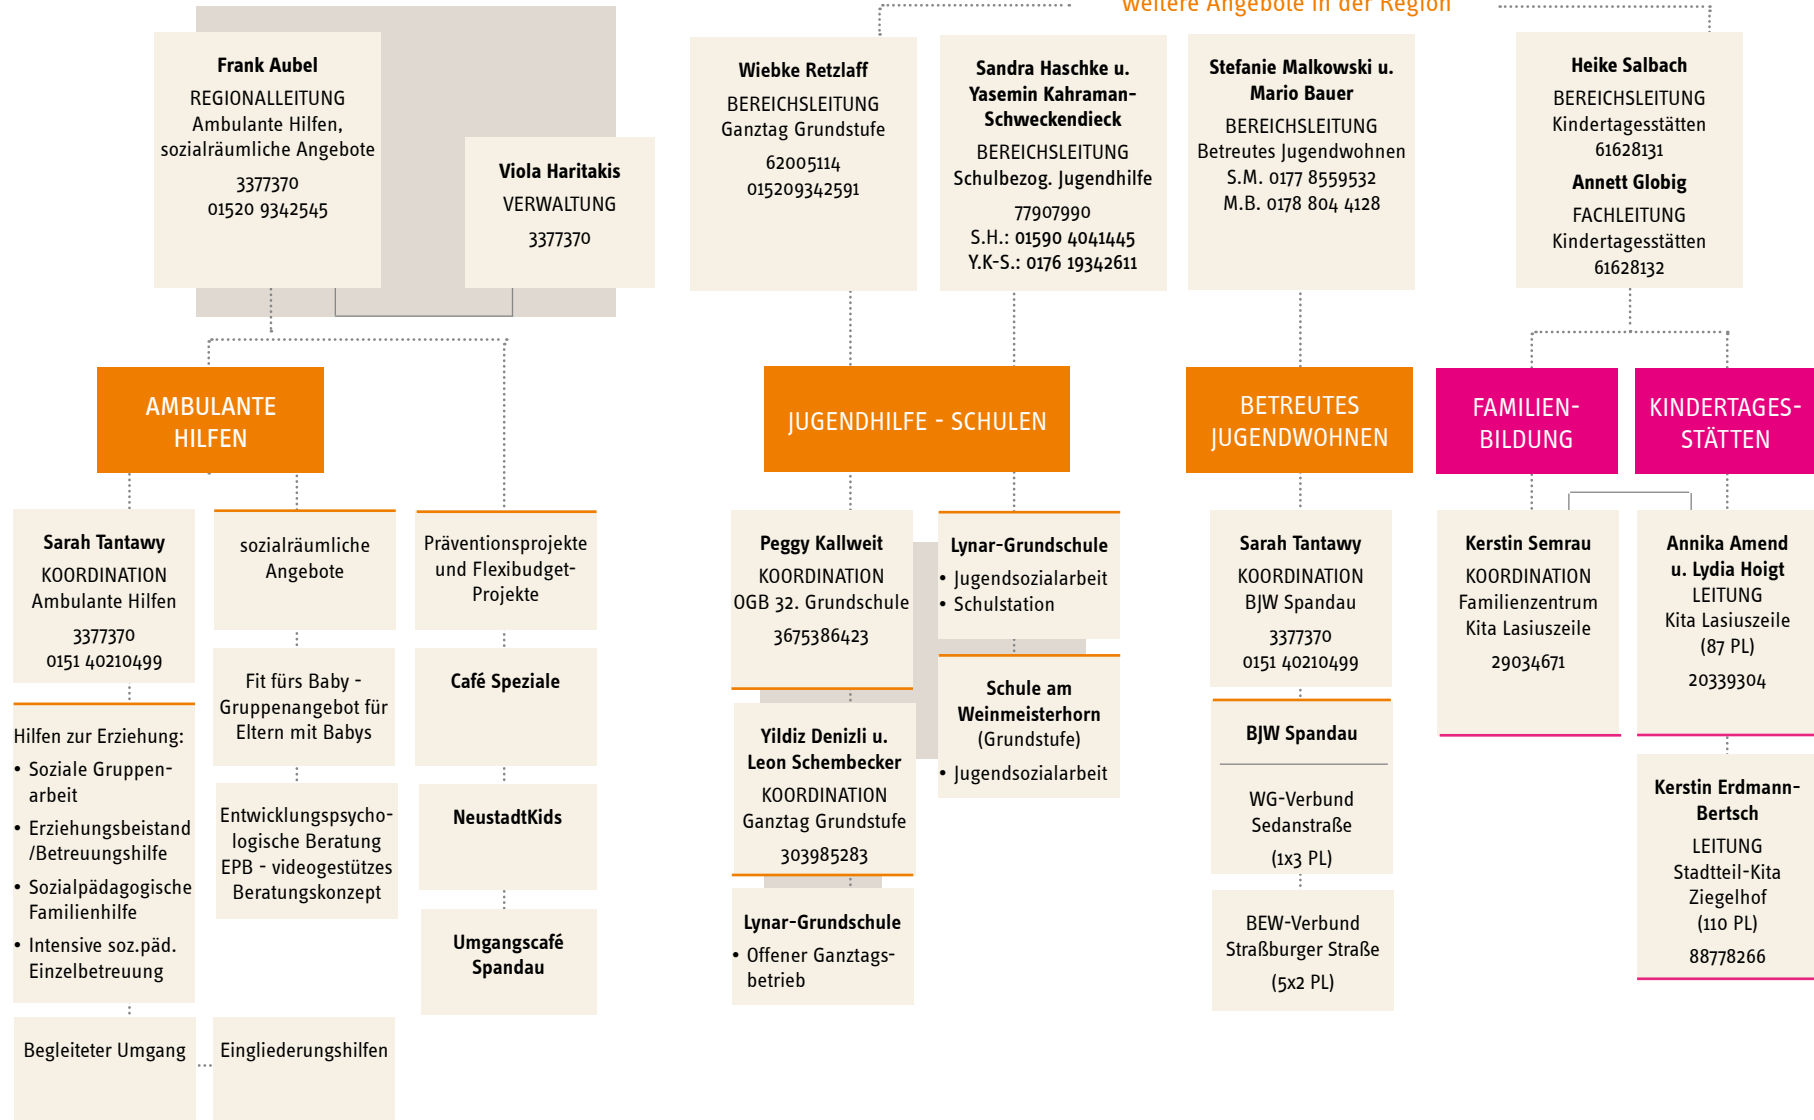 weitere Angebote in der Region
Frank Aubel
REGIONALLEITUNG
Ambulante Hilfen,
sozialräumliche Angebote
3377370
01520 9342545
Viola Haritakis
VERWALTUNG
3377370
Wiebke Retzlaff
BEREICHSLEITUNG
Ganztag Grundstufe
62005114
015209342591
Sandra Haschke u.
Yasemin Kahraman-
Schweckendieck
BEREICHSLEITUNG
Schulbezog. Jugendhilfe
77907990
S.H.: 01590 4041445
Y.K-S.: 0176 19342611
Stefanie Malkowski u.
Mario Bauer
BEREICHSLEITUNG
Betreutes Jugendwohnen
S.M. 0177 8559532
M.B. 0178 804 4128
Heike Salbach
BEREICHSLEITUNG
Kindertagesstätten
61628131
Annett Globig
FACHLEITUNG
Kindertagesstätten
61628132
AMBULANTE
HILFEN
JUGENDHILFE - SCHULEN
BETREUTES
JUGENDWOHNEN
FAMILIEN-
BILDUNG
KINDERTAGES-
STÄTTEN
Sarah Tantawy
KOORDINATION
Ambulante Hilfen
3377370
0151 40210499
Hilfen zur Erziehung:
• Soziale Gruppen-
arbeit
• Erziehungsbeistand
/Betreuungshilfe
• Sozialpädagogische
Familienhilfe
• Intensive soz.päd.
Einzelbetreuung
Begleiteter Umgang
Eingliederungshilfen
sozialräumliche
Angebote
Fit fürs Baby -
Gruppenangebot für
Eltern mit Babys
Entwicklungspsycho-
logische Beratung
EPB - videogestützes
Beratungskonzept
Präventionsprojekte
und Flexibudget-
Projekte
Café Speziale
NeustadtKids
Umgangscafé
Spandau
Peggy Kallweit
KOORDINATION
OGB 32. Grundschule
3675386423
Yildiz Denizli u.
Leon Schembecker
KOORDINATION
Ganztag Grundstufe
303985283
Lynar-Grundschule
• Offener Ganztags-
betrieb
Lynar-Grundschule
• Jugendsozialarbeit
• Schulstation
Schule am
Weinmeisterhorn
(Grundstufe)
• Jugendsozialarbeit
Sarah Tantawy
KOORDINATION
BJW Spandau
3377370
0151 40210499
BJW Spandau
WG-Verbund
Sedanstraße
(1x3 PL)
BEW-Verbund
Straßburger Straße
(5x2 PL)
Kerstin Semrau
KOORDINATION
Familienzentrum
Kita Lasiuszeile
29034671
Annika Amend
u. Lydia Hoigt
LEITUNG
Kita Lasiuszeile
(87 PL)
20339304
Kerstin Erdmann-
Bertsch
LEITUNG
Stadtteil-Kita
Ziegelhof
(110 PL)
88778266